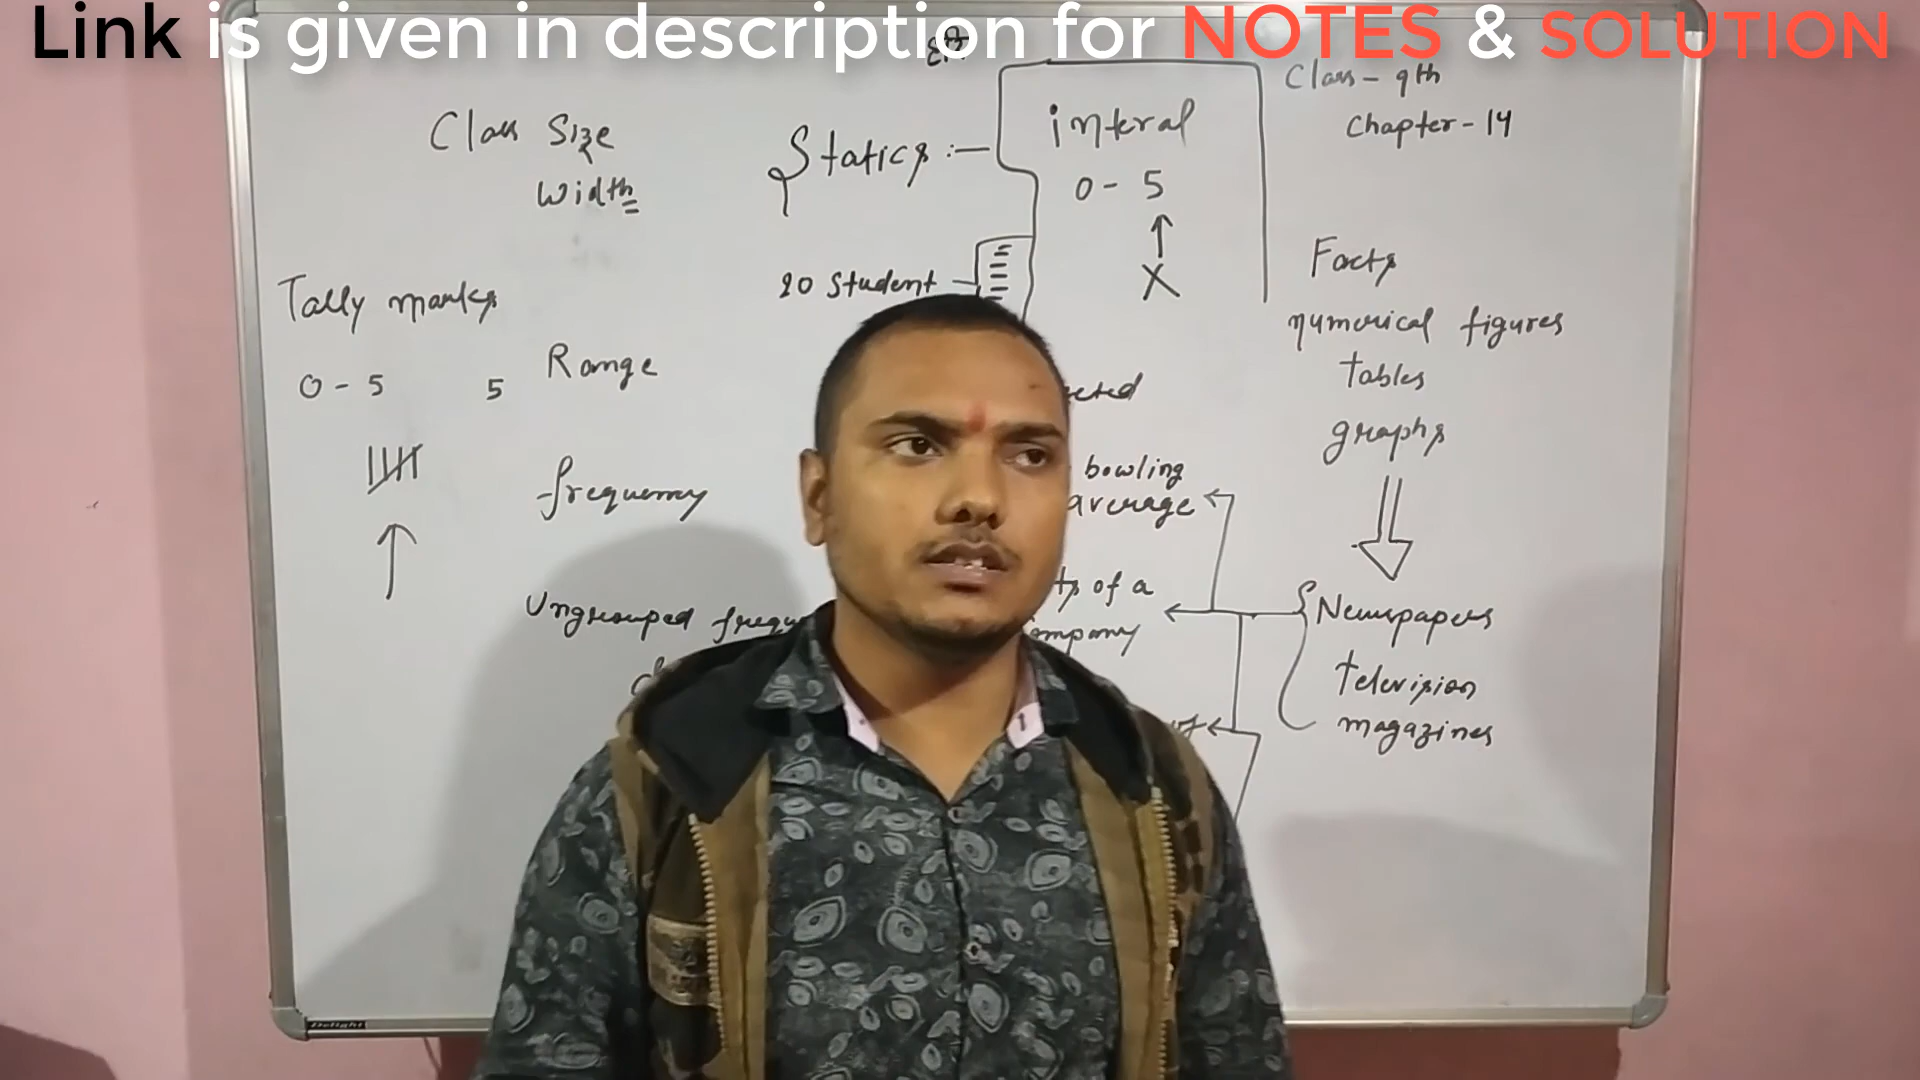 Link is given in description for NOTES & SOLUTION
Class - 9th
Chapter - 14
Class Size
Width
Statics :-
interal
0 - 5
X
20 Student
Tally marks
0 - 5 5
Range
frequency
Ungrouped
bowling
average
of a
Facts
numerical figures
tables
graphs
Newspapers
television
magazines
Delight